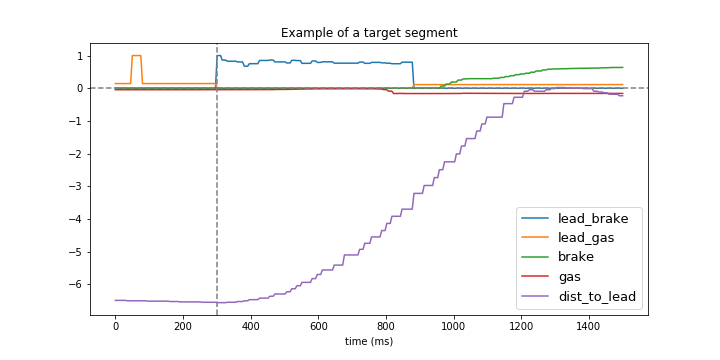 Example of a target segment
1
0
−1
−2
−3
−4
−5
−6
0
200
400
600
800
1000
1200
1400
time (ms)
lead_brake
lead_gas
brake
gas
dist_to_lead